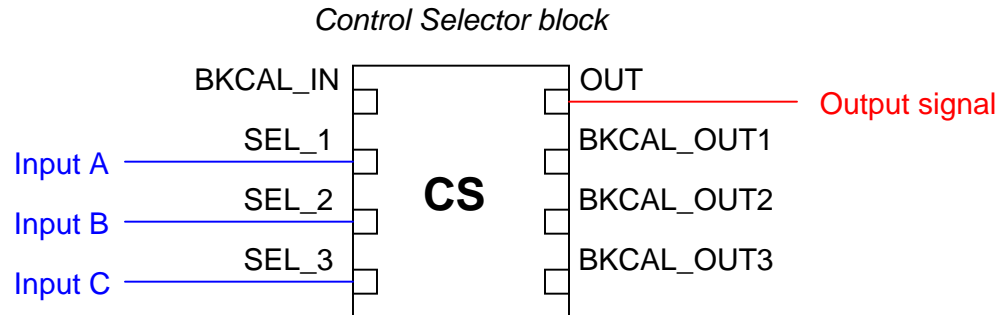 Control Selector block
BKCAL_IN
OUT
Output signal
SEL_1
BKCAL_OUT1
Input A
CS
SEL_2
BKCAL_OUT2
Input B
SEL_3
BKCAL_OUT3
Input C